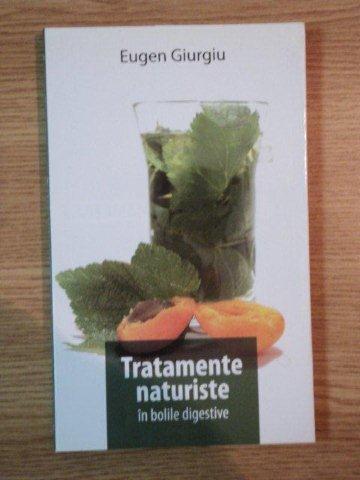 Eugen Giurgiu
Tratamente
naturiste
în bolile digestive